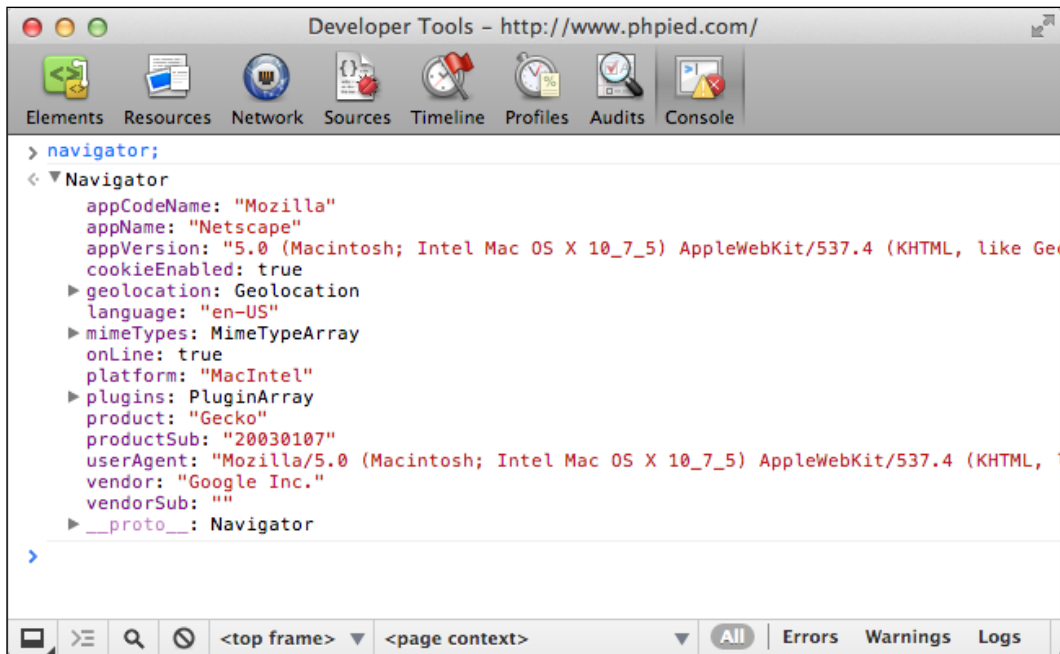 Developer Tools – http://www.phpied.com/
Elements Resources Network Sources Timeline Profiles Audits Console
> navigator;
Navigator
appCodeName: "Mozilla"
appName: "Netscape"
appVersion: "5.0 (Macintosh; Intel Mac OS X 10_7_5) AppleWebKit/537.4 (KHTML, like Gec
cookieEnabled: true
geolocation: Geolocation
language: "en-US"
mimeTypes: MimeTypeArray
onLine: true
platform: "MacIntel"
plugins: PluginArray
product: "Gecko"
productSub: "20030107"
userAgent: "Mozilla/5.0 (Macintosh; Intel Mac OS X 10_7_5) AppleWebKit/537.4 (KHTML,
vendor: "Google Inc."
vendorSub: ""
__proto__: Navigator
>
<top frame> <page context> All Errors Warnings Logs